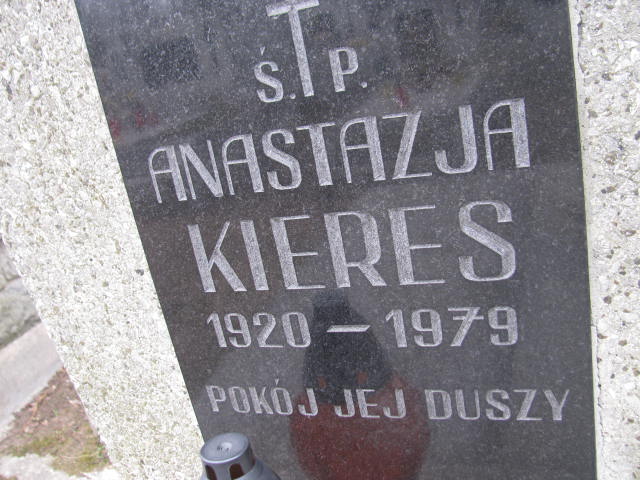 Ś.P.
ANASTAZJA
KIERES
1920 – 1979
POKÓJ JEJ DUSZY